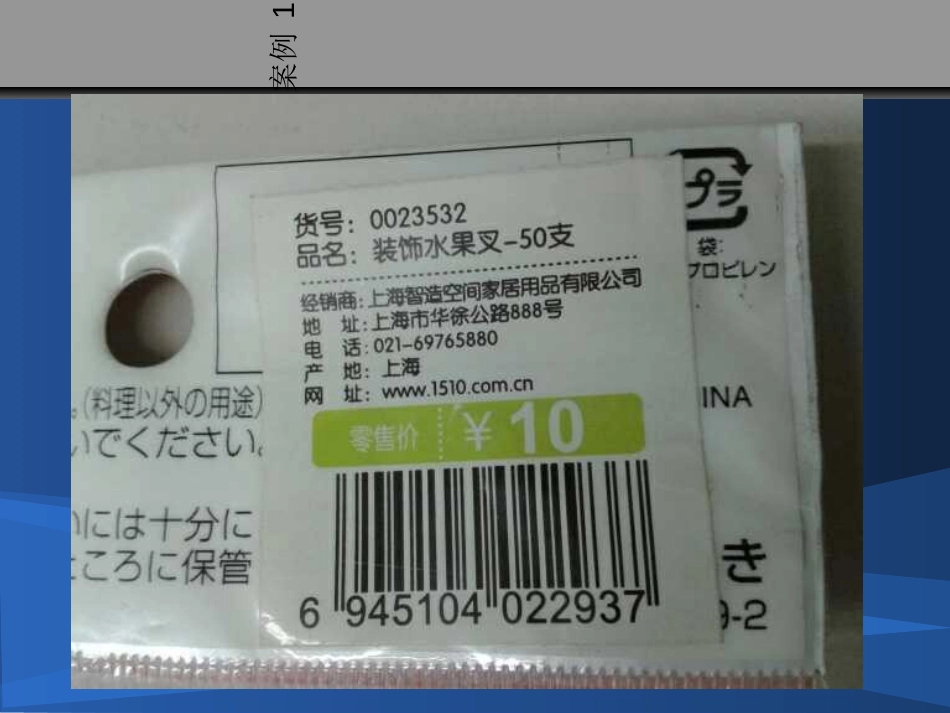 案例 1
货号：0023532
品名：装饰水果叉-50支
经销商：上海智造空间家居用品有限公司
地 址：上海市华徐公路888号
电 话：021-69765880
产 地：上海
网 址：www.1510.com.cn
零售价 ¥ 10
6 945104 022937
プラ
袋:
プロピレン
INA
。(料理以外の用途)
いでください。
には十分に
ころに保管
き
9-2